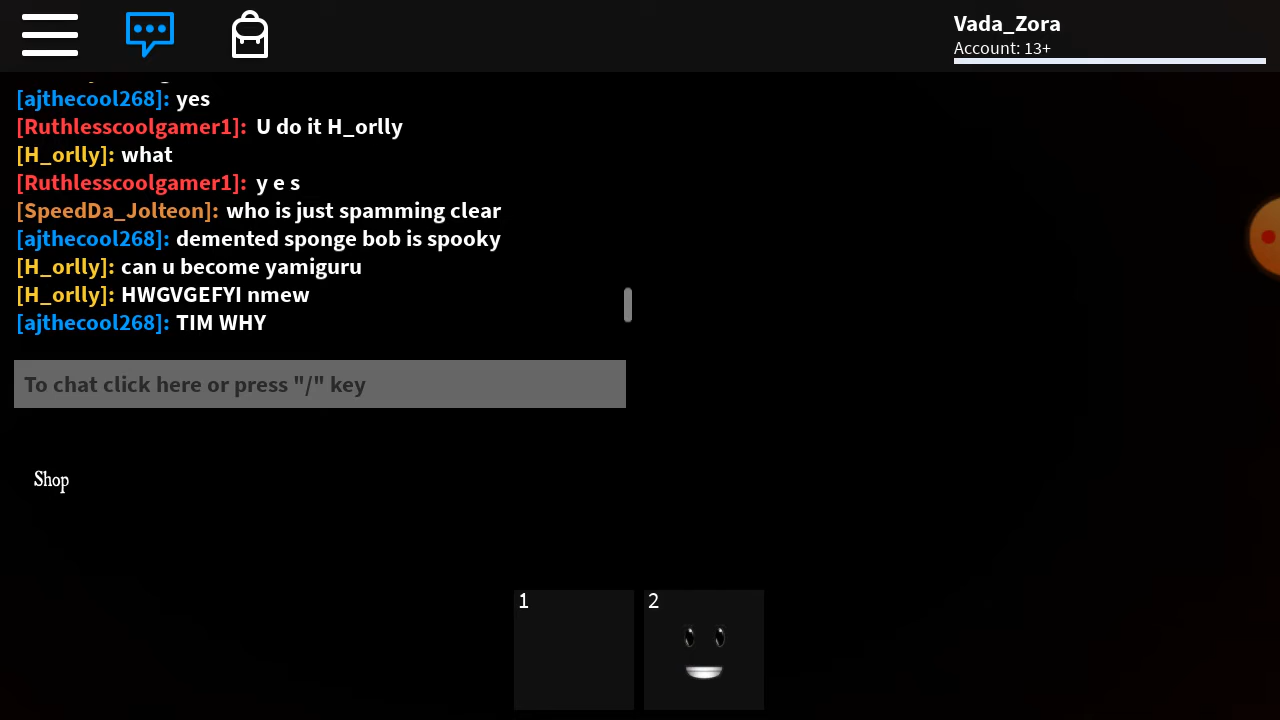 Vada_Zora
Account: 13+
[ajthecool268]: yes
[Ruthlesscoolgamer1]: U do it H_orlly
[H_orlly]: what
[Ruthlesscoolgamer1]: y e s
[SpeedDa_Jolteon]: who is just spamming clear
[ajthecool268]: demented sponge bob is spooky
[H_orlly]: can u become yamiguru
[H_orlly]: HWGVGEFYI nmew
[ajthecool268]: TIM WHY
To chat click here or press "/" key
Shop
1
2